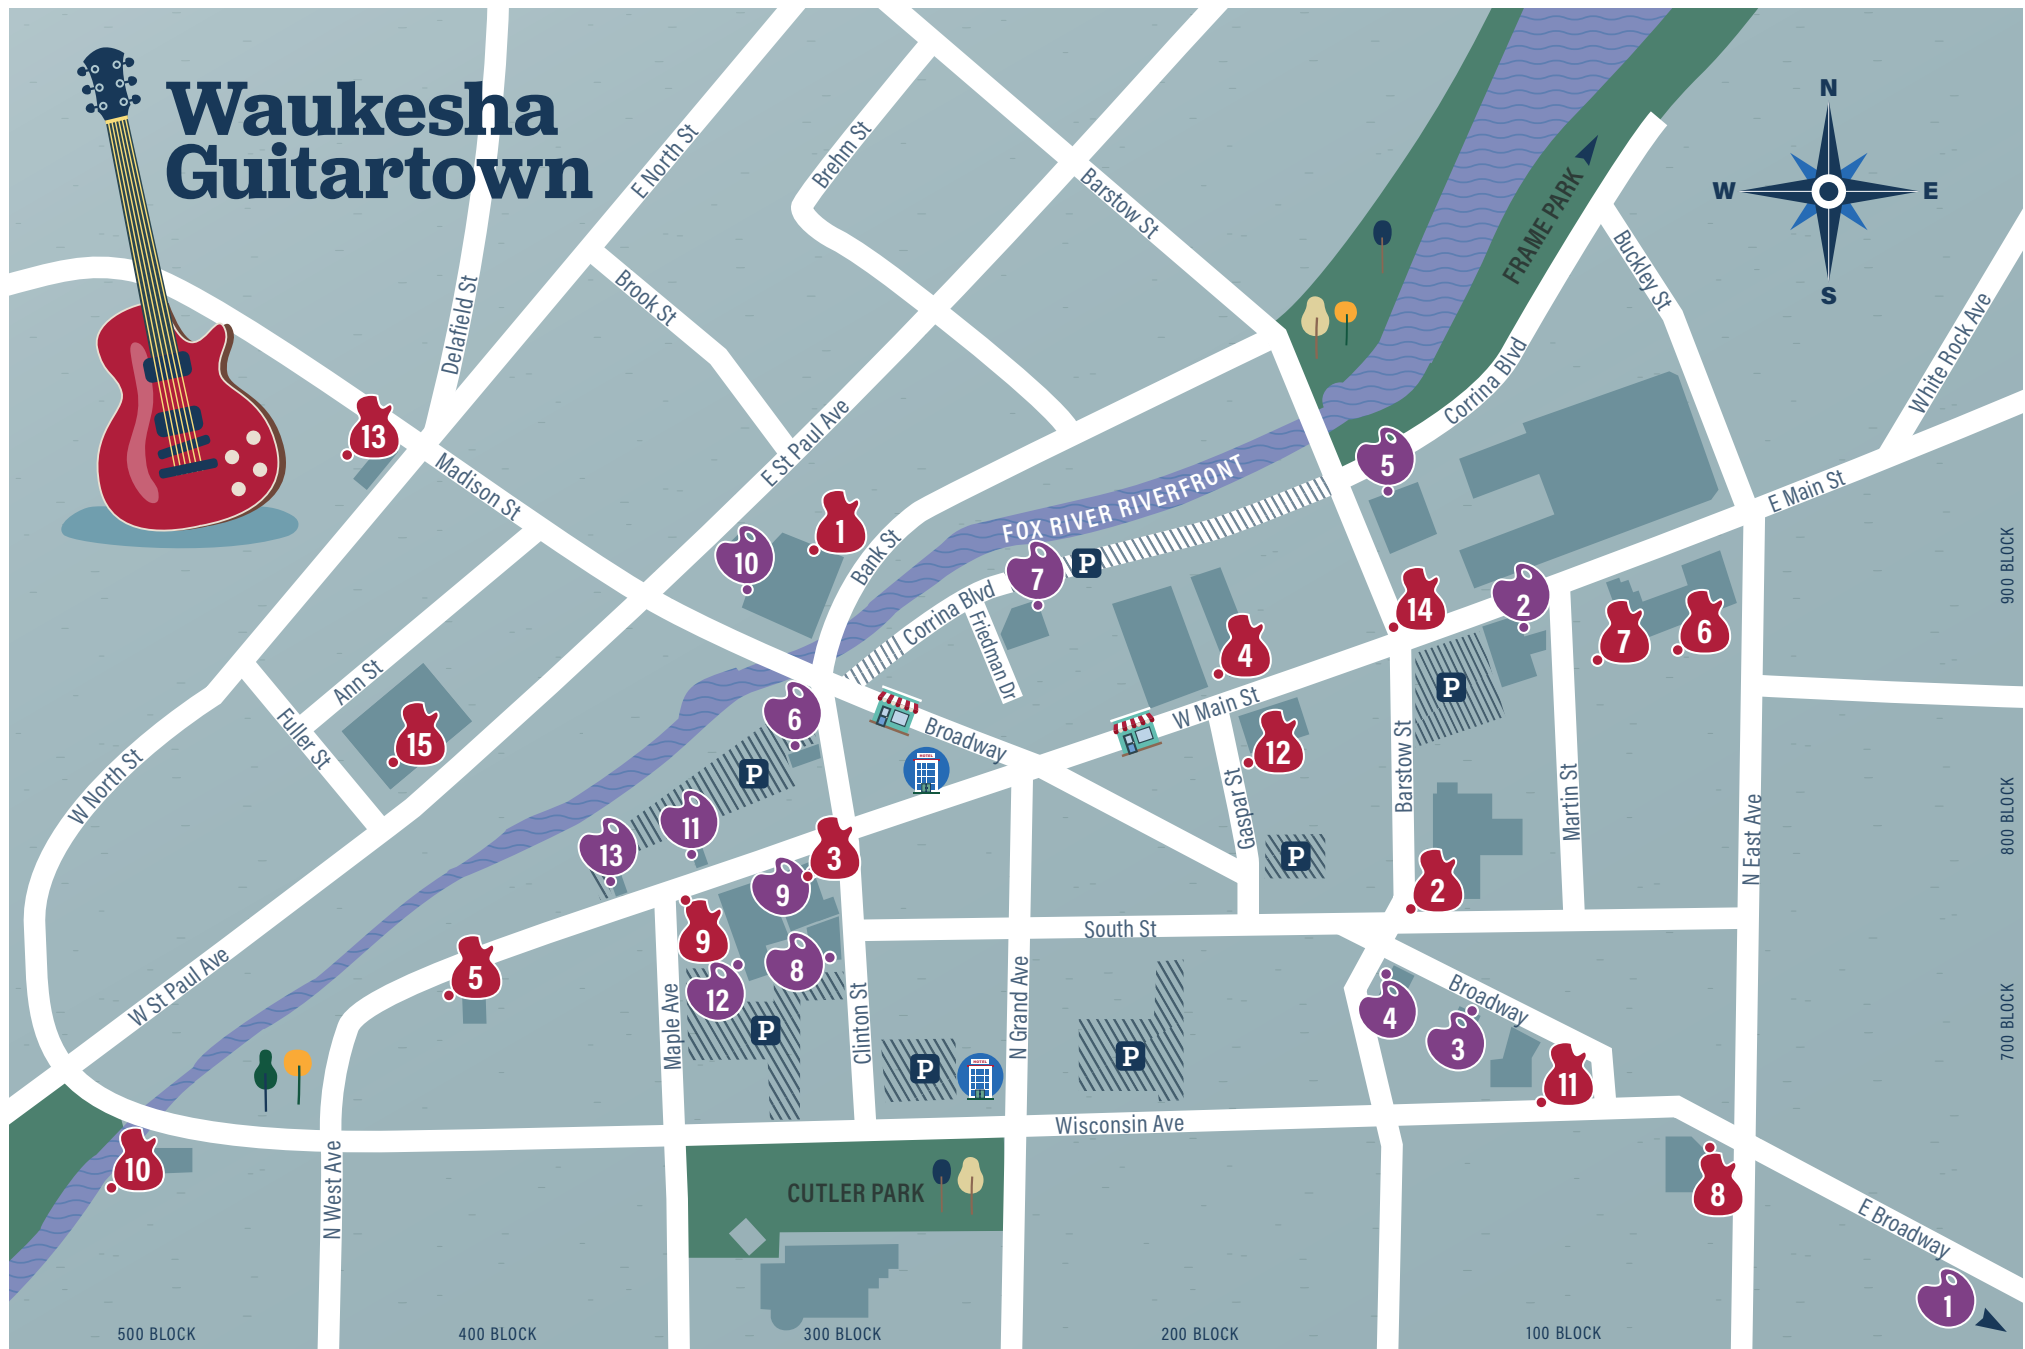 Waukesha
Guitartown
N
W
E
S
E North St
Brehm St
Barstow St
FRAME PARK
Buckley St
White Rock Ave
Delafield St
Brook St
Corrina Blvd
E St Paul Ave
Madison St
13
5
E Main St
FOX RIVER RIVERFRONT
1
10
Bank St
7
P
900 BLOCK
Corrina Blvd
Friedman Dr
14
2
7
6
4
Ann St
Fuller St
15
6
Broadway
W Main St
P
12
W North St
P
HOTEL
Barstow St
Martin St
Gaspar St
800 BLOCK
11
13
3
9
P
N East Ave
2
South St
9
8
12
5
W St Paul Ave
Maple Ave
P
Clinton St
N Grand Ave
P
HOTEL
P
4
Broadway
3
11
700 BLOCK
Wisconsin Ave
10
N West Ave
CUTLER PARK
8
E Broadway
1
500 BLOCK
400 BLOCK
300 BLOCK
200 BLOCK
100 BLOCK